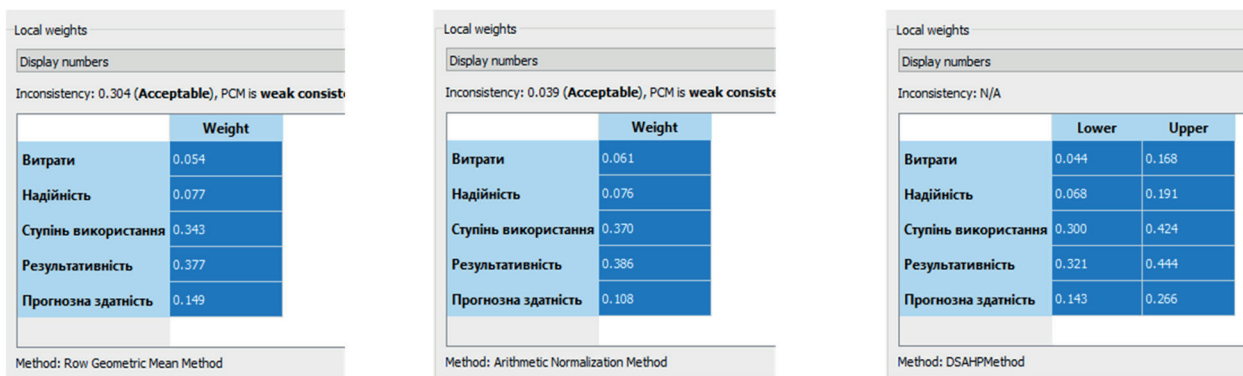 Local weights
Display numbers
Inconsistency: 0.304 (Acceptable), PCM is weak consiste
Weight
Витрати 0.054
Надійність 0.077
Ступінь використання 0.343
Результативність 0.377
Прогнозна здатність 0.149
Method: Row Geometric Mean Method
Local weights
Display numbers
Inconsistency: 0.039 (Acceptable), PCM is weak consiste
Weight
Витрати 0.061
Надійність 0.076
Ступінь використання 0.370
Результативність 0.386
Прогнозна здатність 0.108
Method: Arithmetic Normalization Method
Local weights
Display numbers
Inconsistency: N/A
Lower Upper
Витрати 0.044 0.168
Надійність 0.068 0.191
Ступінь використання 0.300 0.424
Результативність 0.321 0.444
Прогнозна здатність 0.143 0.266
Method: DSAHPMethod